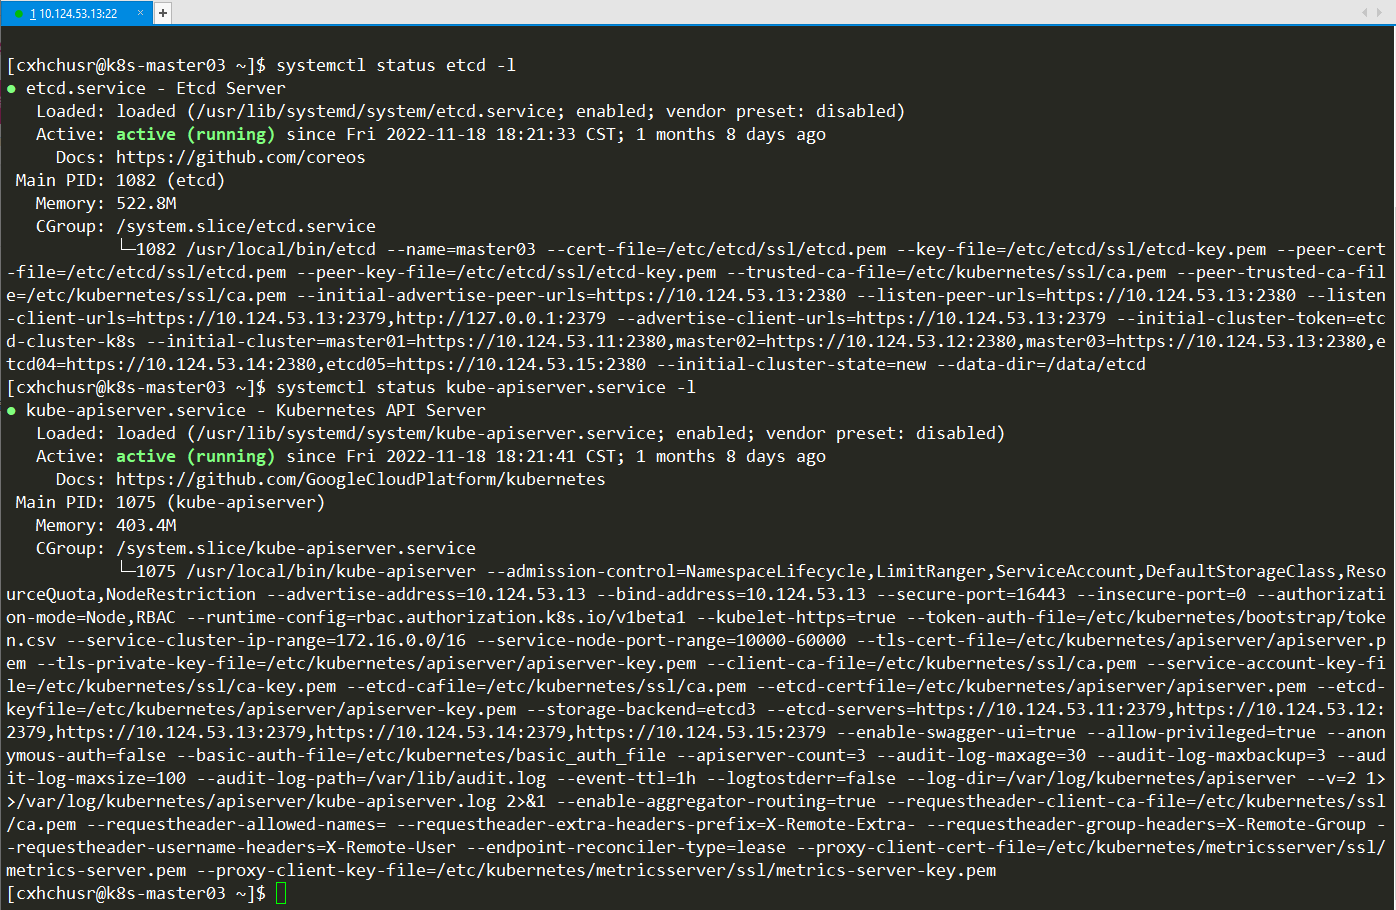 1 10.124.53.13:22 × +
[cxhchusr@k8s-master03 ~]$ systemctl status etcd -l
● etcd.service - Etcd Server
Loaded: loaded (/usr/lib/systemd/system/etcd.service; enabled; vendor preset: disabled)
Active: active (running) since Fri 2022-11-18 18:21:33 CST; 1 months 8 days ago
Docs: https://github.com/coreos
Main PID: 1082 (etcd)
Memory: 522.8M
CGroup: /system.slice/etcd.service
└─1082 /usr/local/bin/etcd --name=master03 --cert-file=/etc/etcd/ssl/etcd.pem --key-file=/etc/etcd/ssl/etcd-key.pem --peer-cert
-file=/etc/etcd/ssl/etcd.pem --peer-key-file=/etc/etcd/ssl/etcd-key.pem --trusted-ca-file=/etc/kubernetes/ssl/ca.pem --peer-trusted-ca-fil
e=/etc/kubernetes/ssl/ca.pem --initial-advertise-peer-urls=https://10.124.53.13:2380 --listen-peer-urls=https://10.124.53.13:2380 --listen
-client-urls=https://10.124.53.13:2379,http://127.0.0.1:2379 --advertise-client-urls=https://10.124.53.13:2379 --initial-cluster-token=etc
d-cluster-k8s --initial-cluster=master01=https://10.124.53.11:2380,master02=https://10.124.53.12:2380,master03=https://10.124.53.13:2380,e
tcd04=https://10.124.53.14:2380,etcd05=https://10.124.53.15:2380 --initial-cluster-state=new --data-dir=/data/etcd
[cxhchusr@k8s-master03 ~]$ systemctl status kube-apiserver.service -l
● kube-apiserver.service - Kubernetes API Server
Loaded: loaded (/usr/lib/systemd/system/kube-apiserver.service; enabled; vendor preset: disabled)
Active: active (running) since Fri 2022-11-18 18:21:41 CST; 1 months 8 days ago
Docs: https://github.com/GoogleCloudPlatform/kubernetes
Main PID: 1075 (kube-apiserver)
Memory: 403.4M
CGroup: /system.slice/kube-apiserver.service
└─1075 /usr/local/bin/kube-apiserver --admission-control=NamespaceLifecycle,LimitRanger,ServiceAccount,DefaultStorageClass,Reso
urceQuota,NodeRestriction --advertise-address=10.124.53.13 --bind-address=10.124.53.13 --secure-port=16443 --insecure-port=0 --authorizati
on-mode=Node,RBAC --runtime-config=rbac.authorization.k8s.io/v1beta1 --kubelet-https=true --token-auth-file=/etc/kubernetes/bootstrap/toke
n.csv --service-cluster-ip-range=172.16.0.0/16 --service-node-port-range=10000-60000 --tls-cert-file=/etc/kubernetes/apiserver/apiserver.p
em --tls-private-key-file=/etc/kubernetes/apiserver/apiserver-key.pem --client-ca-file=/etc/kubernetes/ssl/ca.pem --service-account-key-fi
le=/etc/kubernetes/ssl/ca-key.pem --etcd-cafile=/etc/kubernetes/ssl/ca.pem --etcd-certfile=/etc/kubernetes/apiserver/apiserver.pem --etcd-
keyfile=/etc/kubernetes/apiserver/apiserver-key.pem --storage-backend=etcd3 --etcd-servers=https://10.124.53.11:2379,https://10.124.53.12:
2379,https://10.124.53.13:2379,https://10.124.53.14:2379,https://10.124.53.15:2379 --enable-swagger-ui=true --allow-privileged=true --anon
ymous-auth=false --basic-auth-file=/etc/kubernetes/basic_auth_file --apiserver-count=3 --audit-log-maxage=30 --audit-log-maxbackup=3 --aud
it-log-maxsize=100 --audit-log-path=/var/lib/audit.log --event-ttl=1h --logtostderr=false --log-dir=/var/log/kubernetes/apiserver --v=2 1>
>/var/log/kubernetes/apiserver/kube-apiserver.log 2>&1 --enable-aggregator-routing=true --requestheader-client-ca-file=/etc/kubernetes/ssl
/ca.pem --requestheader-allowed-names= --requestheader-extra-headers-prefix=X-Remote-Extra- --requestheader-group-headers=X-Remote-Group -
-requestheader-username-headers=X-Remote-User --endpoint-reconciler-type=lease --proxy-client-cert-file=/etc/kubernetes/metricsserver/ssl/
metrics-server.pem --proxy-client-key-file=/etc/kubernetes/metricsserver/ssl/metrics-server-key.pem
[cxhchusr@k8s-master03 ~]$